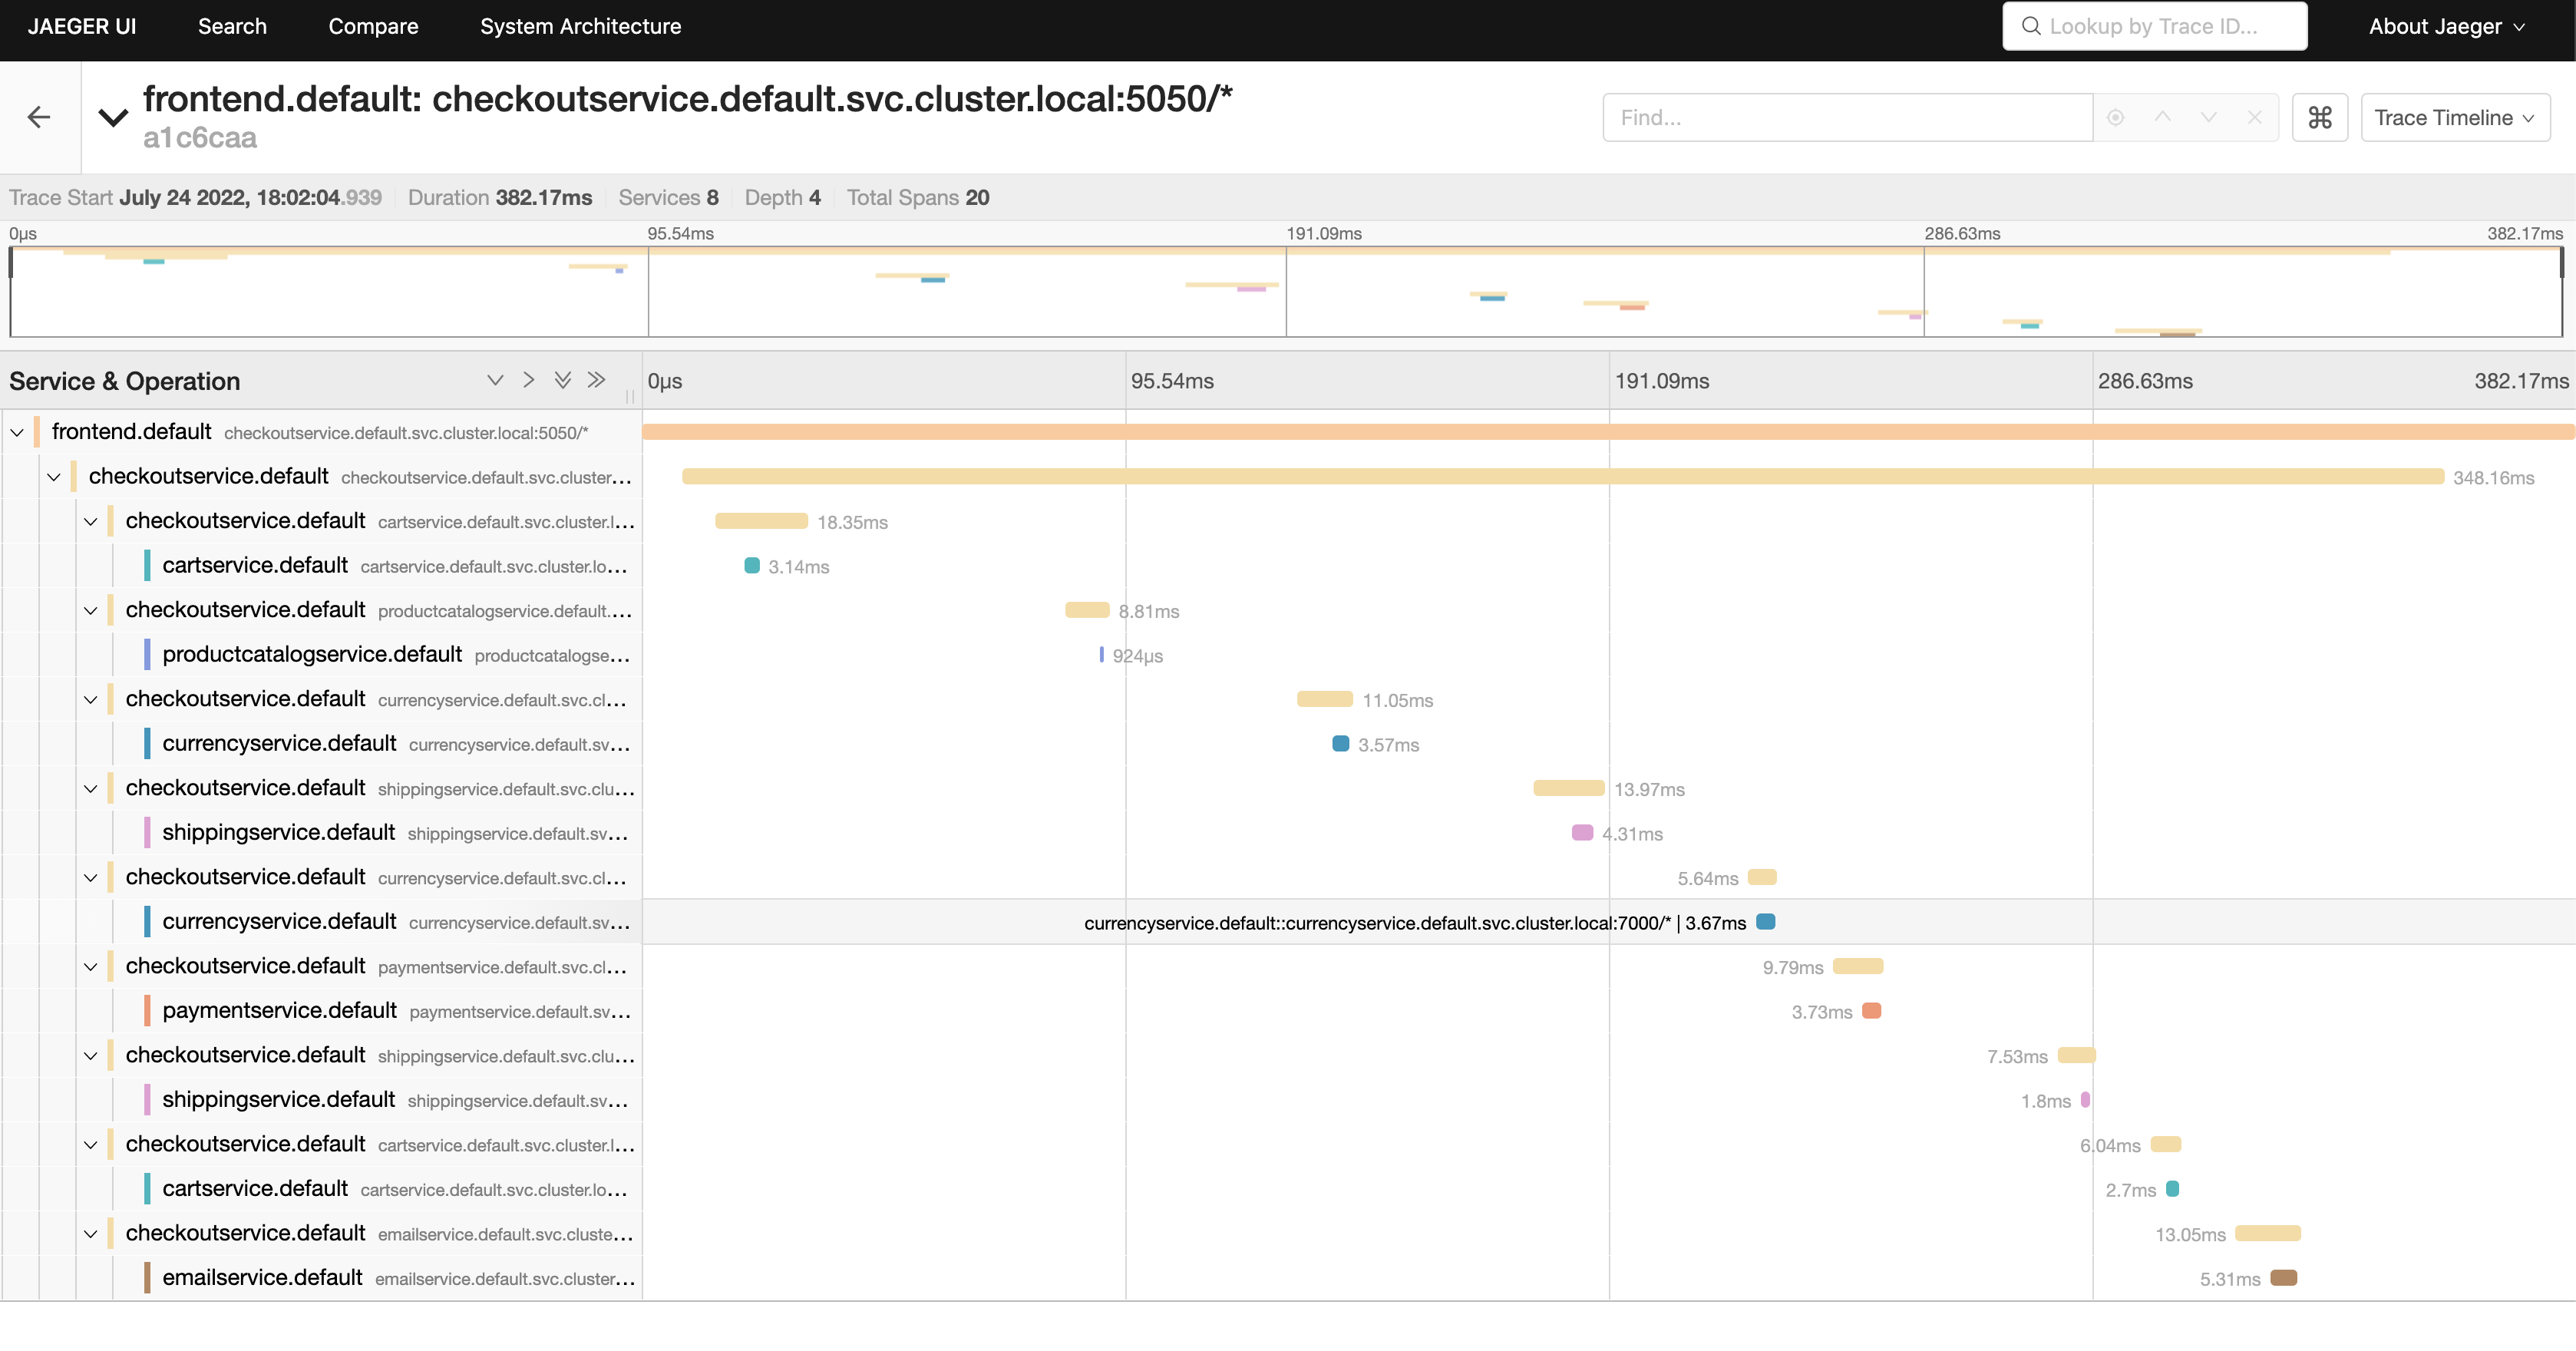 JAEGER UI Search Compare System Architecture Lookup by Trace ID... About Jaeger
frontend.default: checkoutservice.default.svc.cluster.local:5050/*
a1c6caa
Find... Trace Timeline
Trace Start July 24 2022, 18:02:04.939 Duration 382.17ms Services 8 Depth 4 Total Spans 20
0μs 95.54ms 191.09ms 286.63ms 382.17ms
Service & Operation 0μs 95.54ms 191.09ms 286.63ms 382.17ms
frontend.default checkoutservice.default.svc.cluster.local:5050/*
checkoutservice.default checkoutservice.default.svc.cluster... 348.16ms
checkoutservice.default cartservice.default.svc.cluster.l... 18.35ms
cartservice.default cartservice.default.svc.cluster.lo... 3.14ms
checkoutservice.default productcatalogservice.default.... 8.81ms
productcatalogservice.default productcatalogse... 924μs
checkoutservice.default currencyservice.default.svc.cl... 11.05ms
currencyservice.default currencyservice.default.sv... 3.57ms
checkoutservice.default shippingservice.default.svc.clu... 13.97ms
shippingservice.default shippingservice.default.sv... 4.31ms
checkoutservice.default currencyservice.default.svc.cl... 5.64ms
currencyservice.default currencyservice.default.sv... currencyservice.default::currencyservice.default.svc.cluster.local:7000/* | 3.67ms
checkoutservice.default paymentservice.default.svc.cl... 9.79ms
paymentservice.default paymentservice.default.sv... 3.73ms
checkoutservice.default shippingservice.default.svc.clu... 7.53ms
shippingservice.default shippingservice.default.sv... 1.8ms
checkoutservice.default cartservice.default.svc.cluster.l... 6.04ms
cartservice.default cartservice.default.svc.cluster.lo... 2.7ms
checkoutservice.default emailservice.default.svc.cluste... 13.05ms
emailservice.default emailservice.default.svc.cluster... 5.31ms